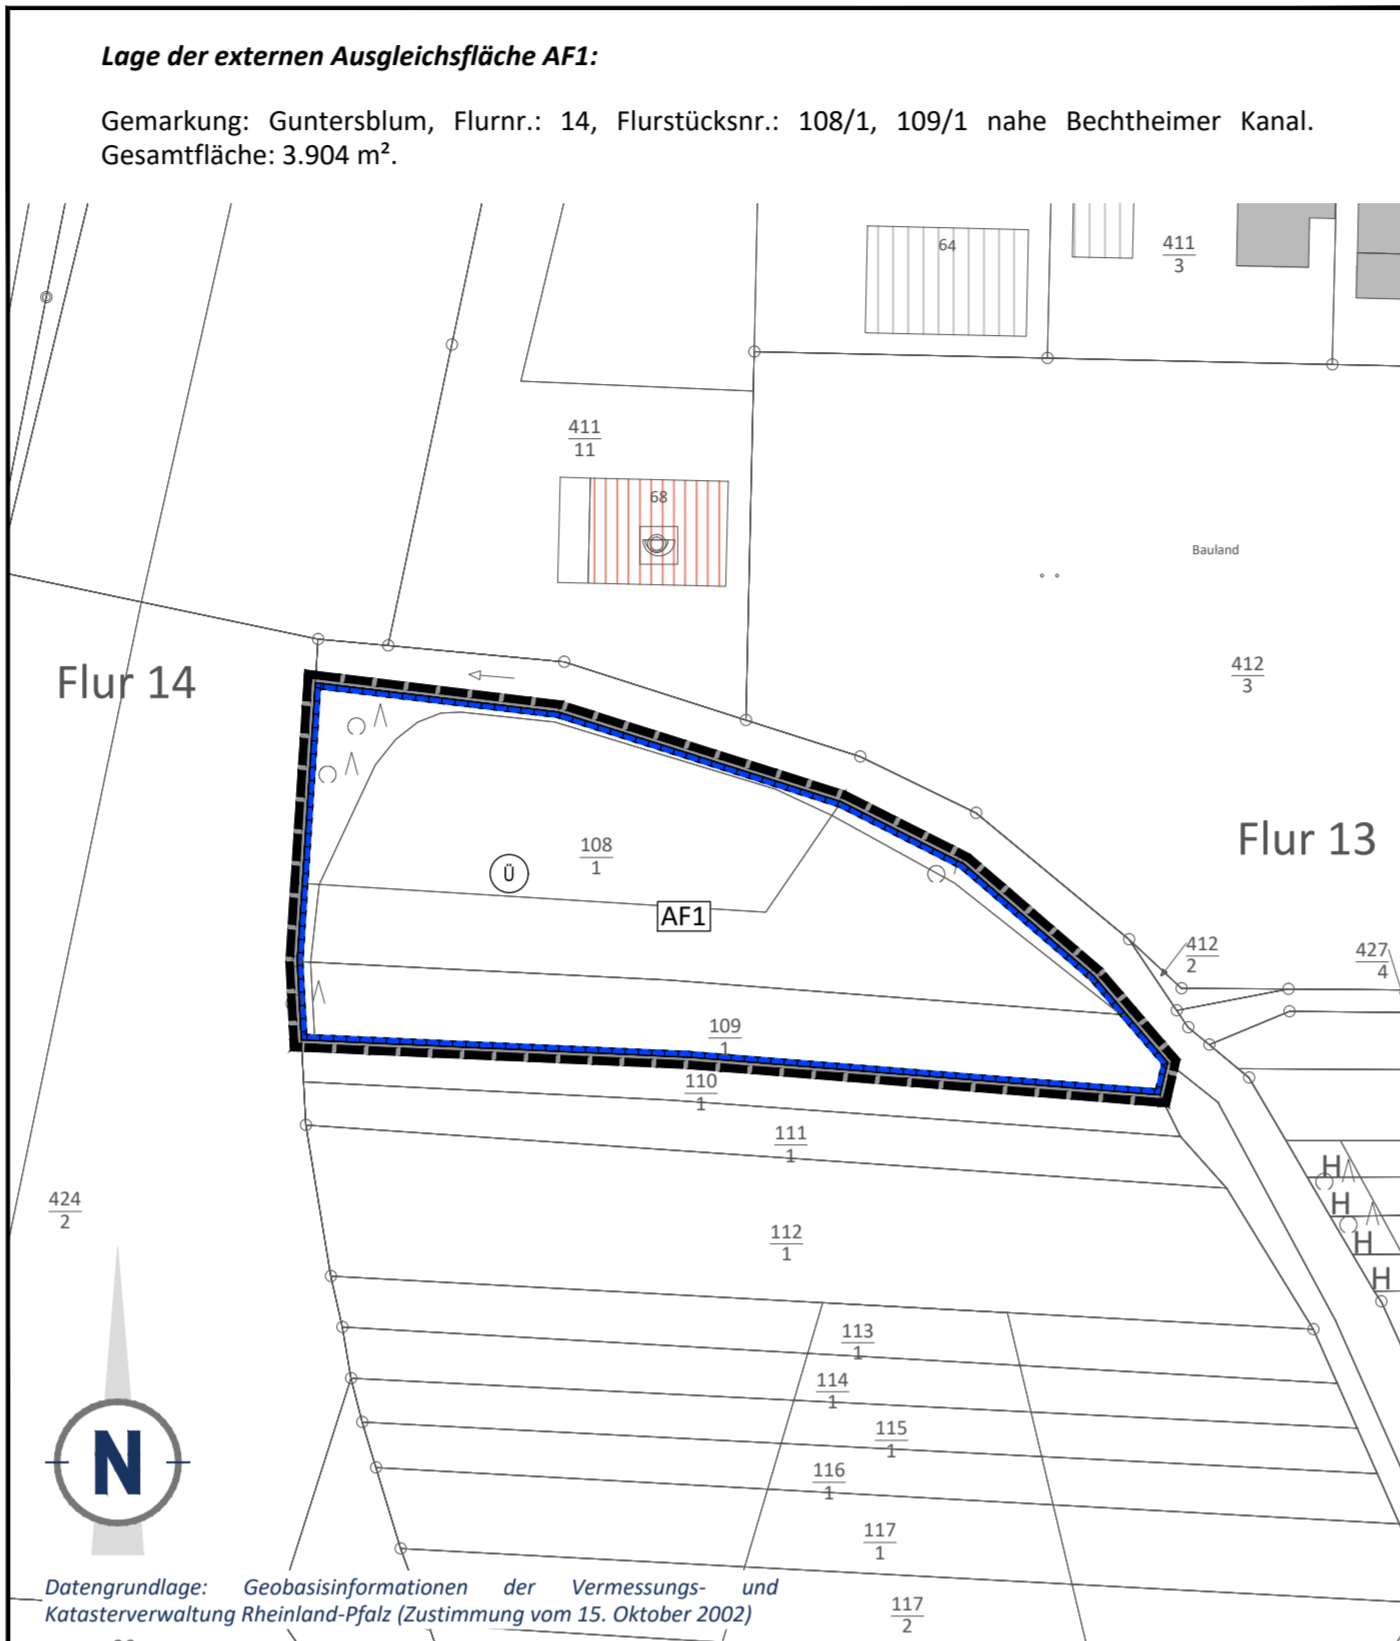 Lage der externen Ausgleichsfläche AF1:
Gemarkung: Guntersblum, Flurnr.: 14, Flurstücksnr.: 108/1, 109/1 nahe Bechtheimer Kanal.
Gesamtfläche: 3.904 m².
64
411
3
411
11
68
Bauland
Flur 14
412
3
Flur 13
108
1
Ü
AF1
412
2
427
4
109
1
110
1
111
1
H
424
2
H
112
1
H
H
113
1
114
1
115
1
116
1
N
117
1
Datengrundlage: Geobasisinformationen der Vermessungs- und
Katasterverwaltung Rheinland-Pfalz (Zustimmung vom 15. Oktober 2002)
117
2